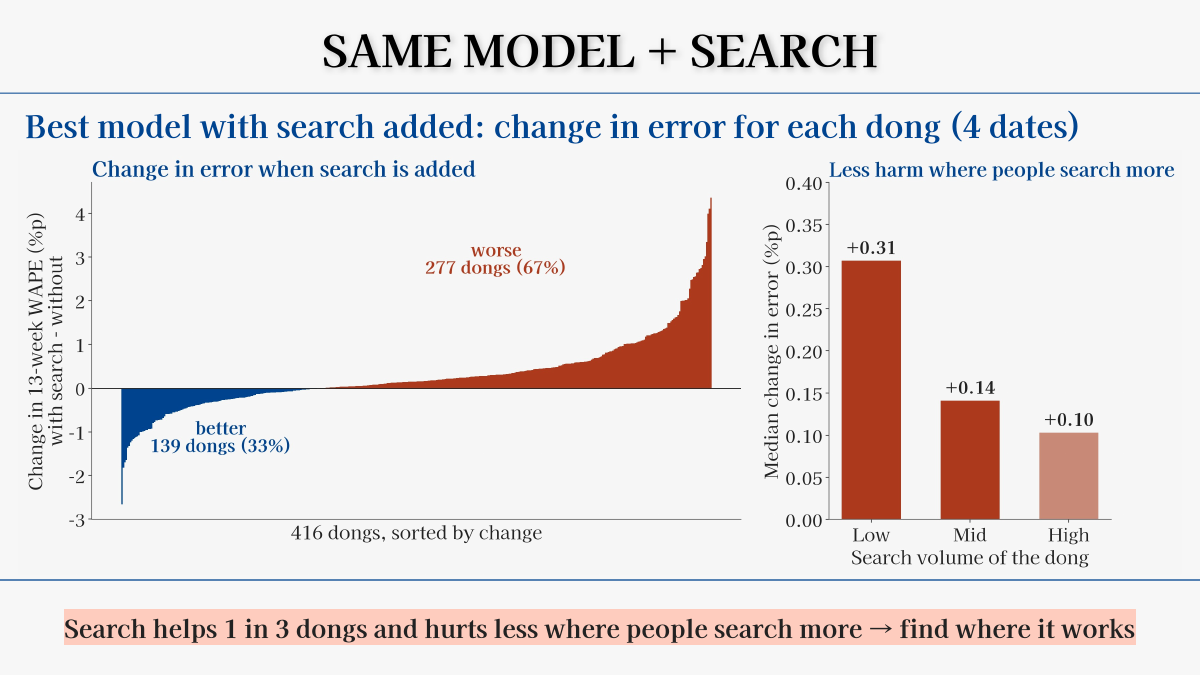 SAME MODEL + SEARCH
Best model with search added: change in error for each dong (4 dates)
Change in error when search is added
Change in 13-week WAPE (%p)
with search - without
4
3
2
1
0
-1
-2
-3
worse
277 dongs (67%)
better
139 dongs (33%)
416 dongs, sorted by change
Less harm where people search more
Median change in error (%p)
0.40
0.35
0.30
0.25
0.20
0.15
0.10
0.05
0.00
+0.31
+0.14
+0.10
Low
Mid
High
Search volume of the dong
Search helps 1 in 3 dongs and hurts less where people search more → find where it works